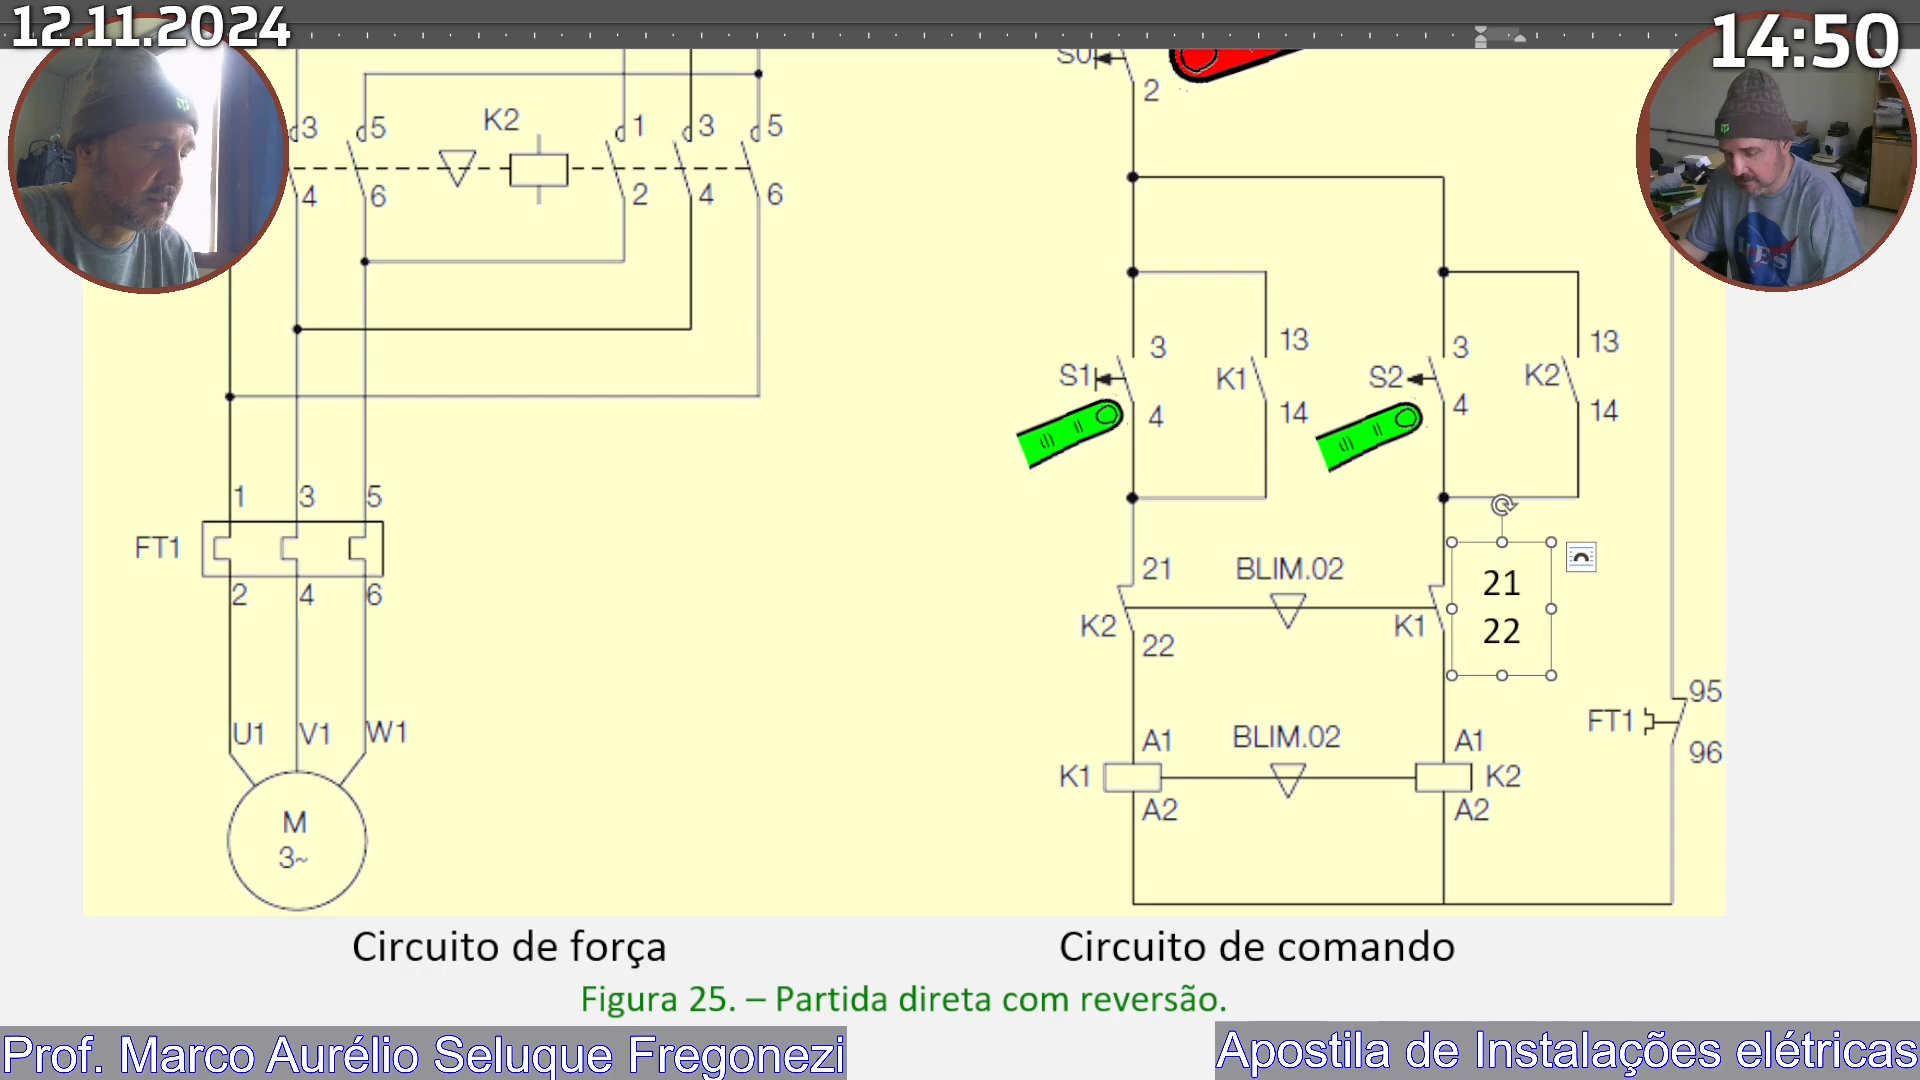 12.11.2024
14:50
S0
2
3
5
K2
1
3
5
4
6
2
4
6
3
S1
4
13
K1
14
3
S2
4
13
K2
14
1
3
5
FT1
2
4
6
21
BLIM.02
K2
22
K1
21
22
95
FT1
96
U1
V1
W1
A1
BLIM.02
A1
K1
K2
A2
A2
M
3~
Circuito de força
Circuito de comando
Figura 25. – Partida direta com reversão.
Prof. Marco Aurélio Seluque Fregonezi
Apostila de Instalações elétricas